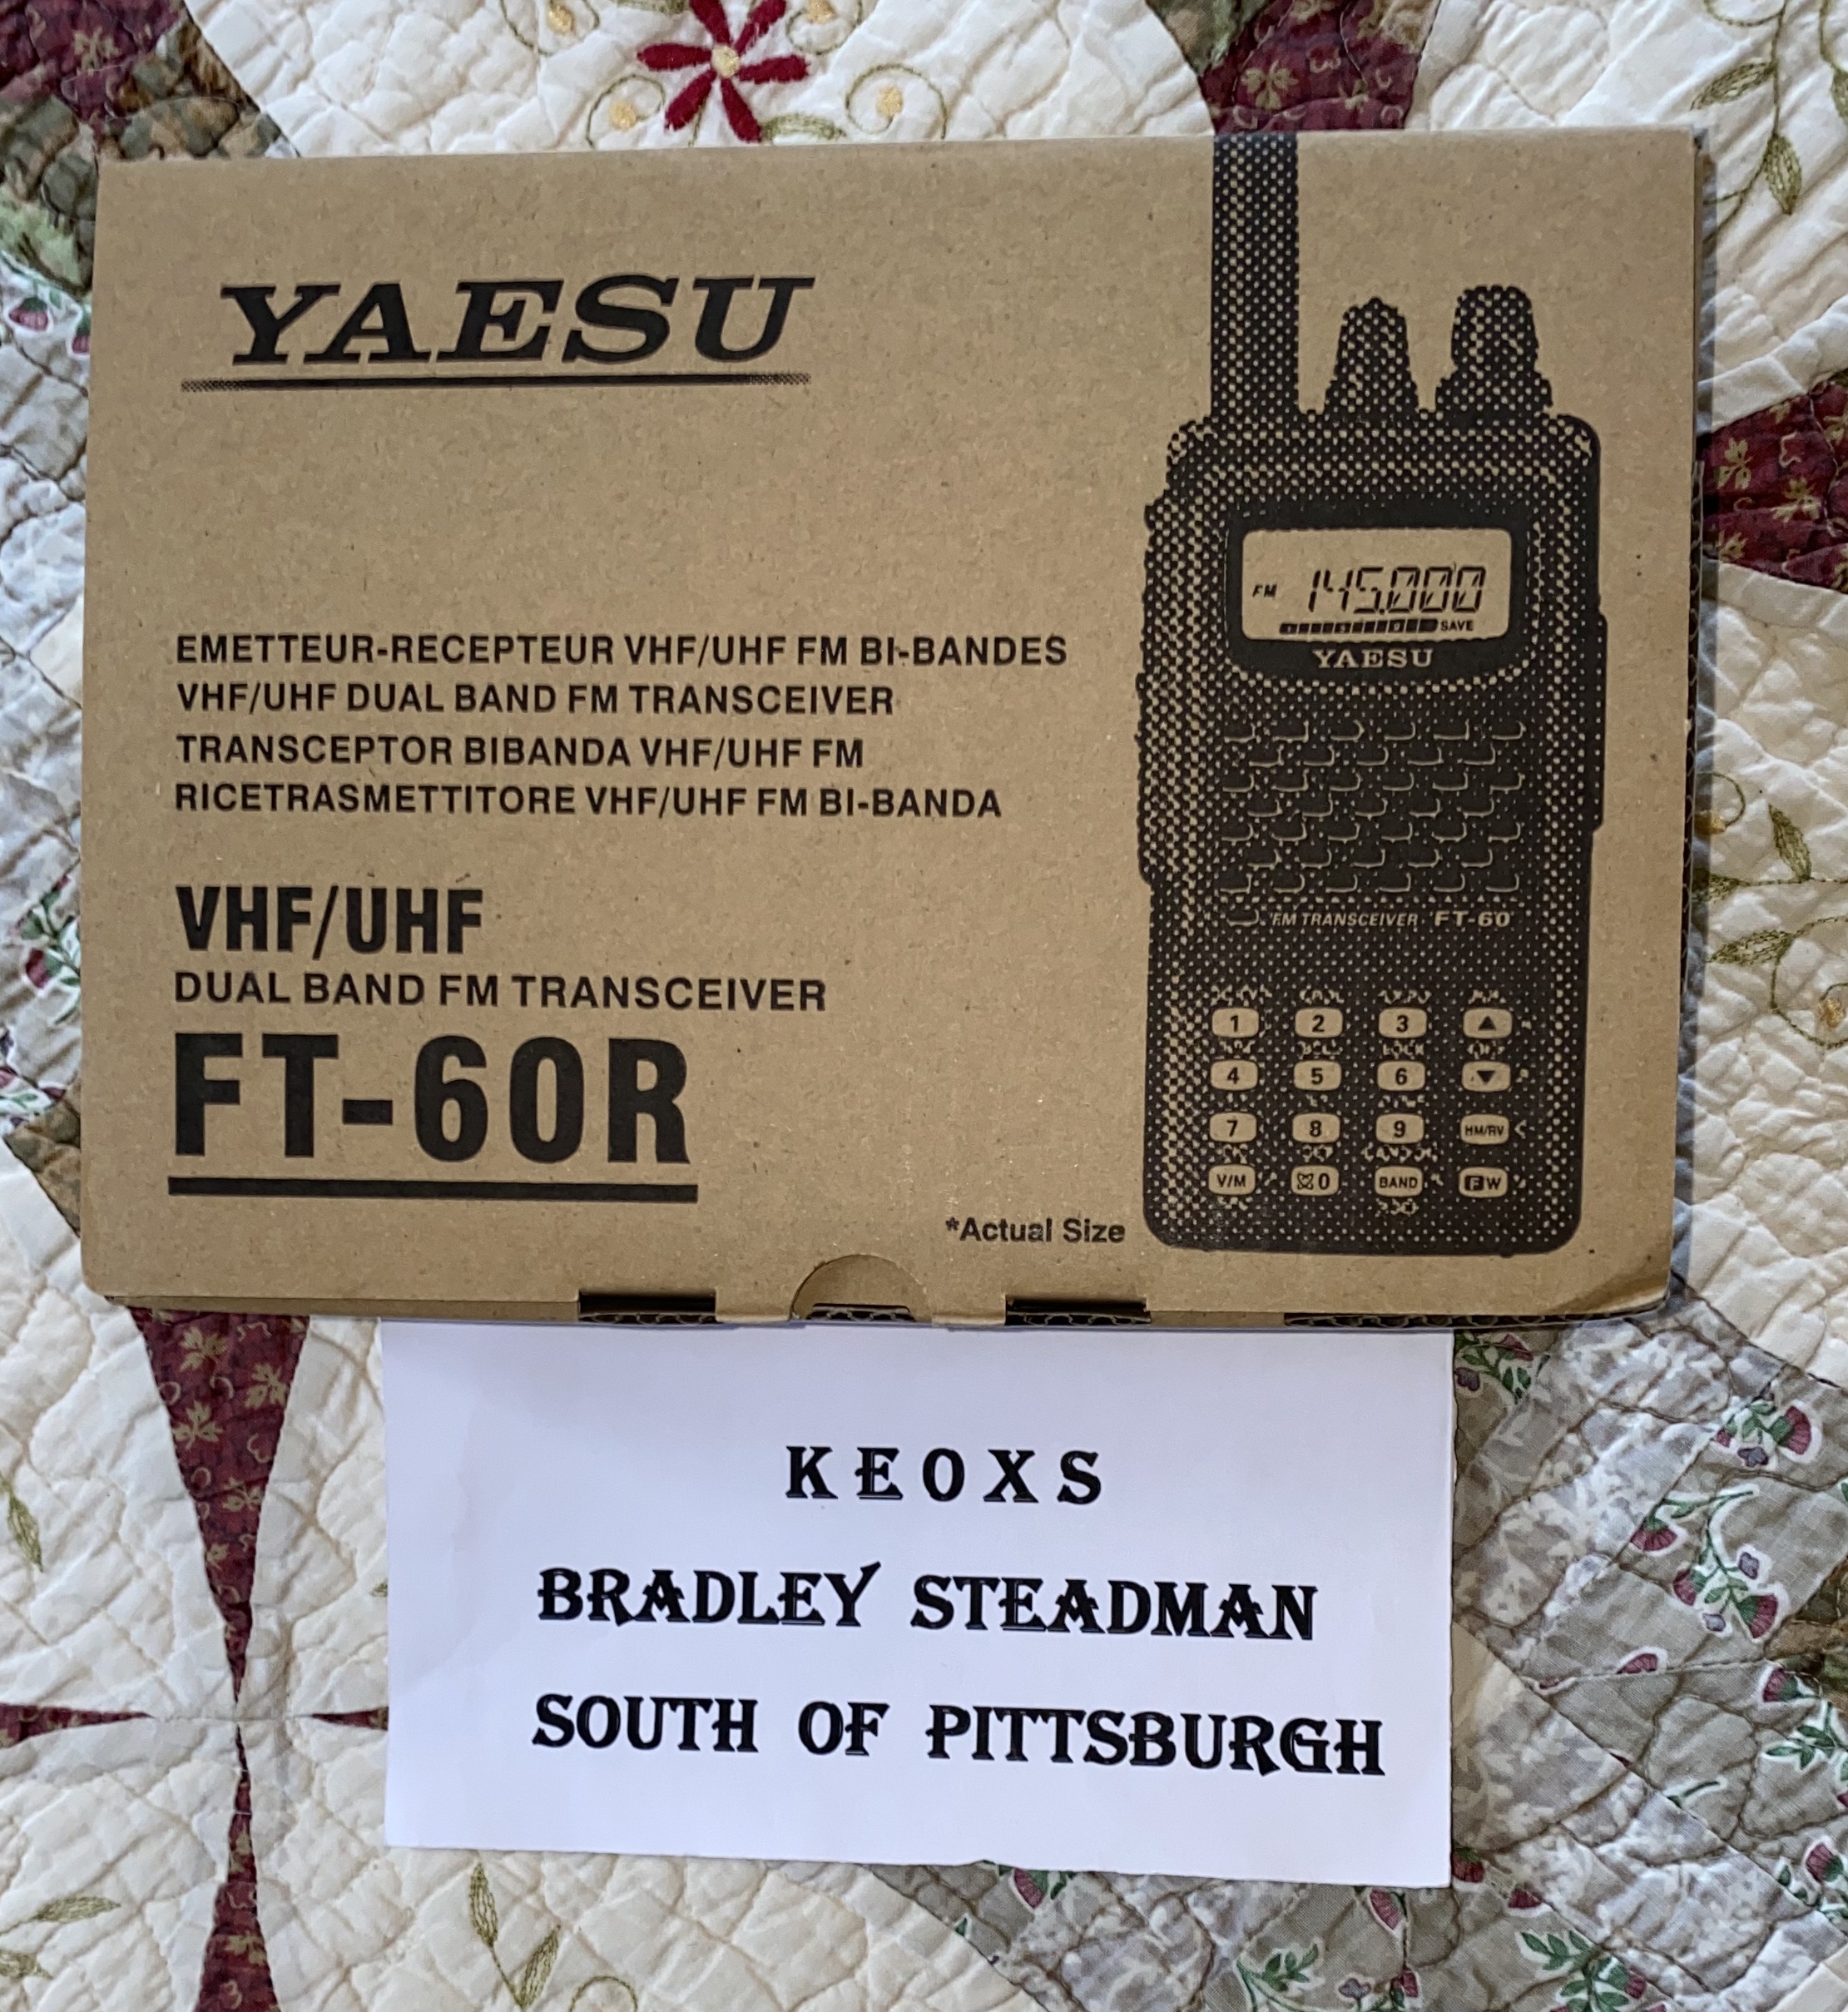 YAESU
EMETTEUR-RECEPTEUR VHF/UHF FM BI-BANDES
VHF/UHF DUAL BAND FM TRANSCEIVER
TRANSCEPTOR BIBANDA VHF/UHF FM
RICETRASMETTITORE VHF/UHF FM BI-BANDA
VHF/UHF
DUAL BAND FM TRANSCEIVER
FT-60R
*Actual Size
FM 145.000
SAVE
YAESU
FM TRANSCEIVER FT-60
1 2 3 ▲
4 5 6 ▼
7 8 9 HM/RV
V/M 0 BAND F W
KE0XS
BRADLEY STEADMAN
SOUTH OF PITTSBURGH